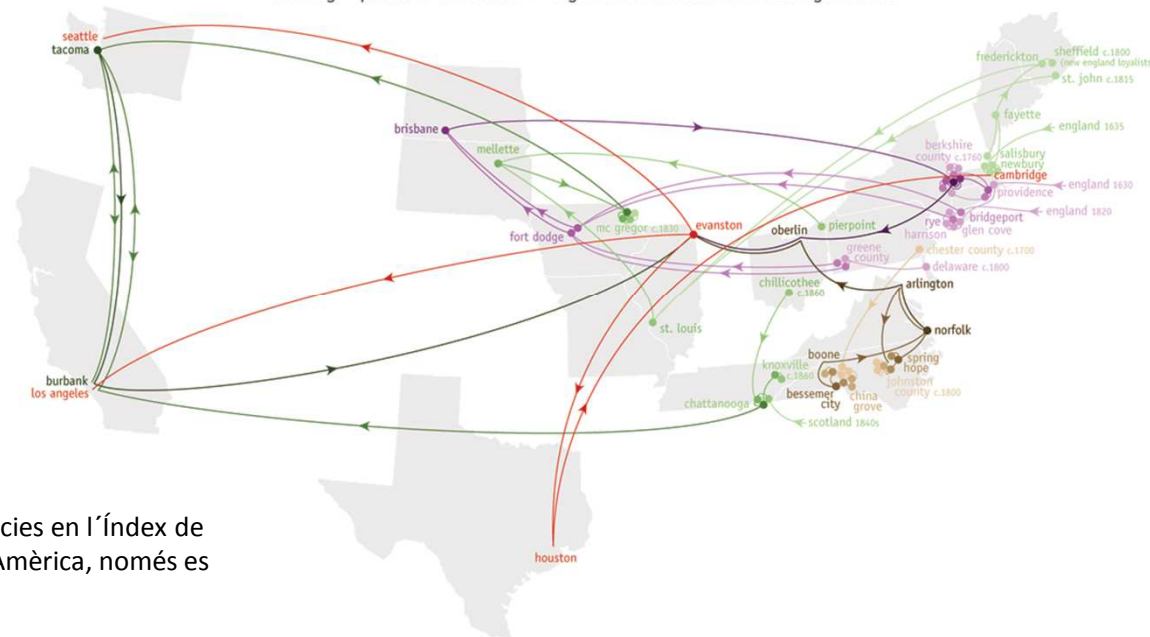 seattle
tacoma
brisbane
mellette
mc gregor c.1830
fort dodge
evanston
oberlin
pierpoint
greene
county
berkshire
county c.1760
frederickton
sheffield c.1800
(new england loyalists
st. john c.1815
fayette
england 1635
salisbury
newbury
cambridge
providence
england 1630
bridgeport
england 1820
rye
glen cove
harrison
chester county c.1700
delaware c.1800
arlington
chillicothee
c.1860
st. louis
norfolk
boone
spring
hope
knoxville
c.1860
johnston
county c.1800
bessemer
city
china
grove
chattanooga
scotland 1840s
burbank
los angeles
houston
cies en l´Índex de
Amèrica, només es